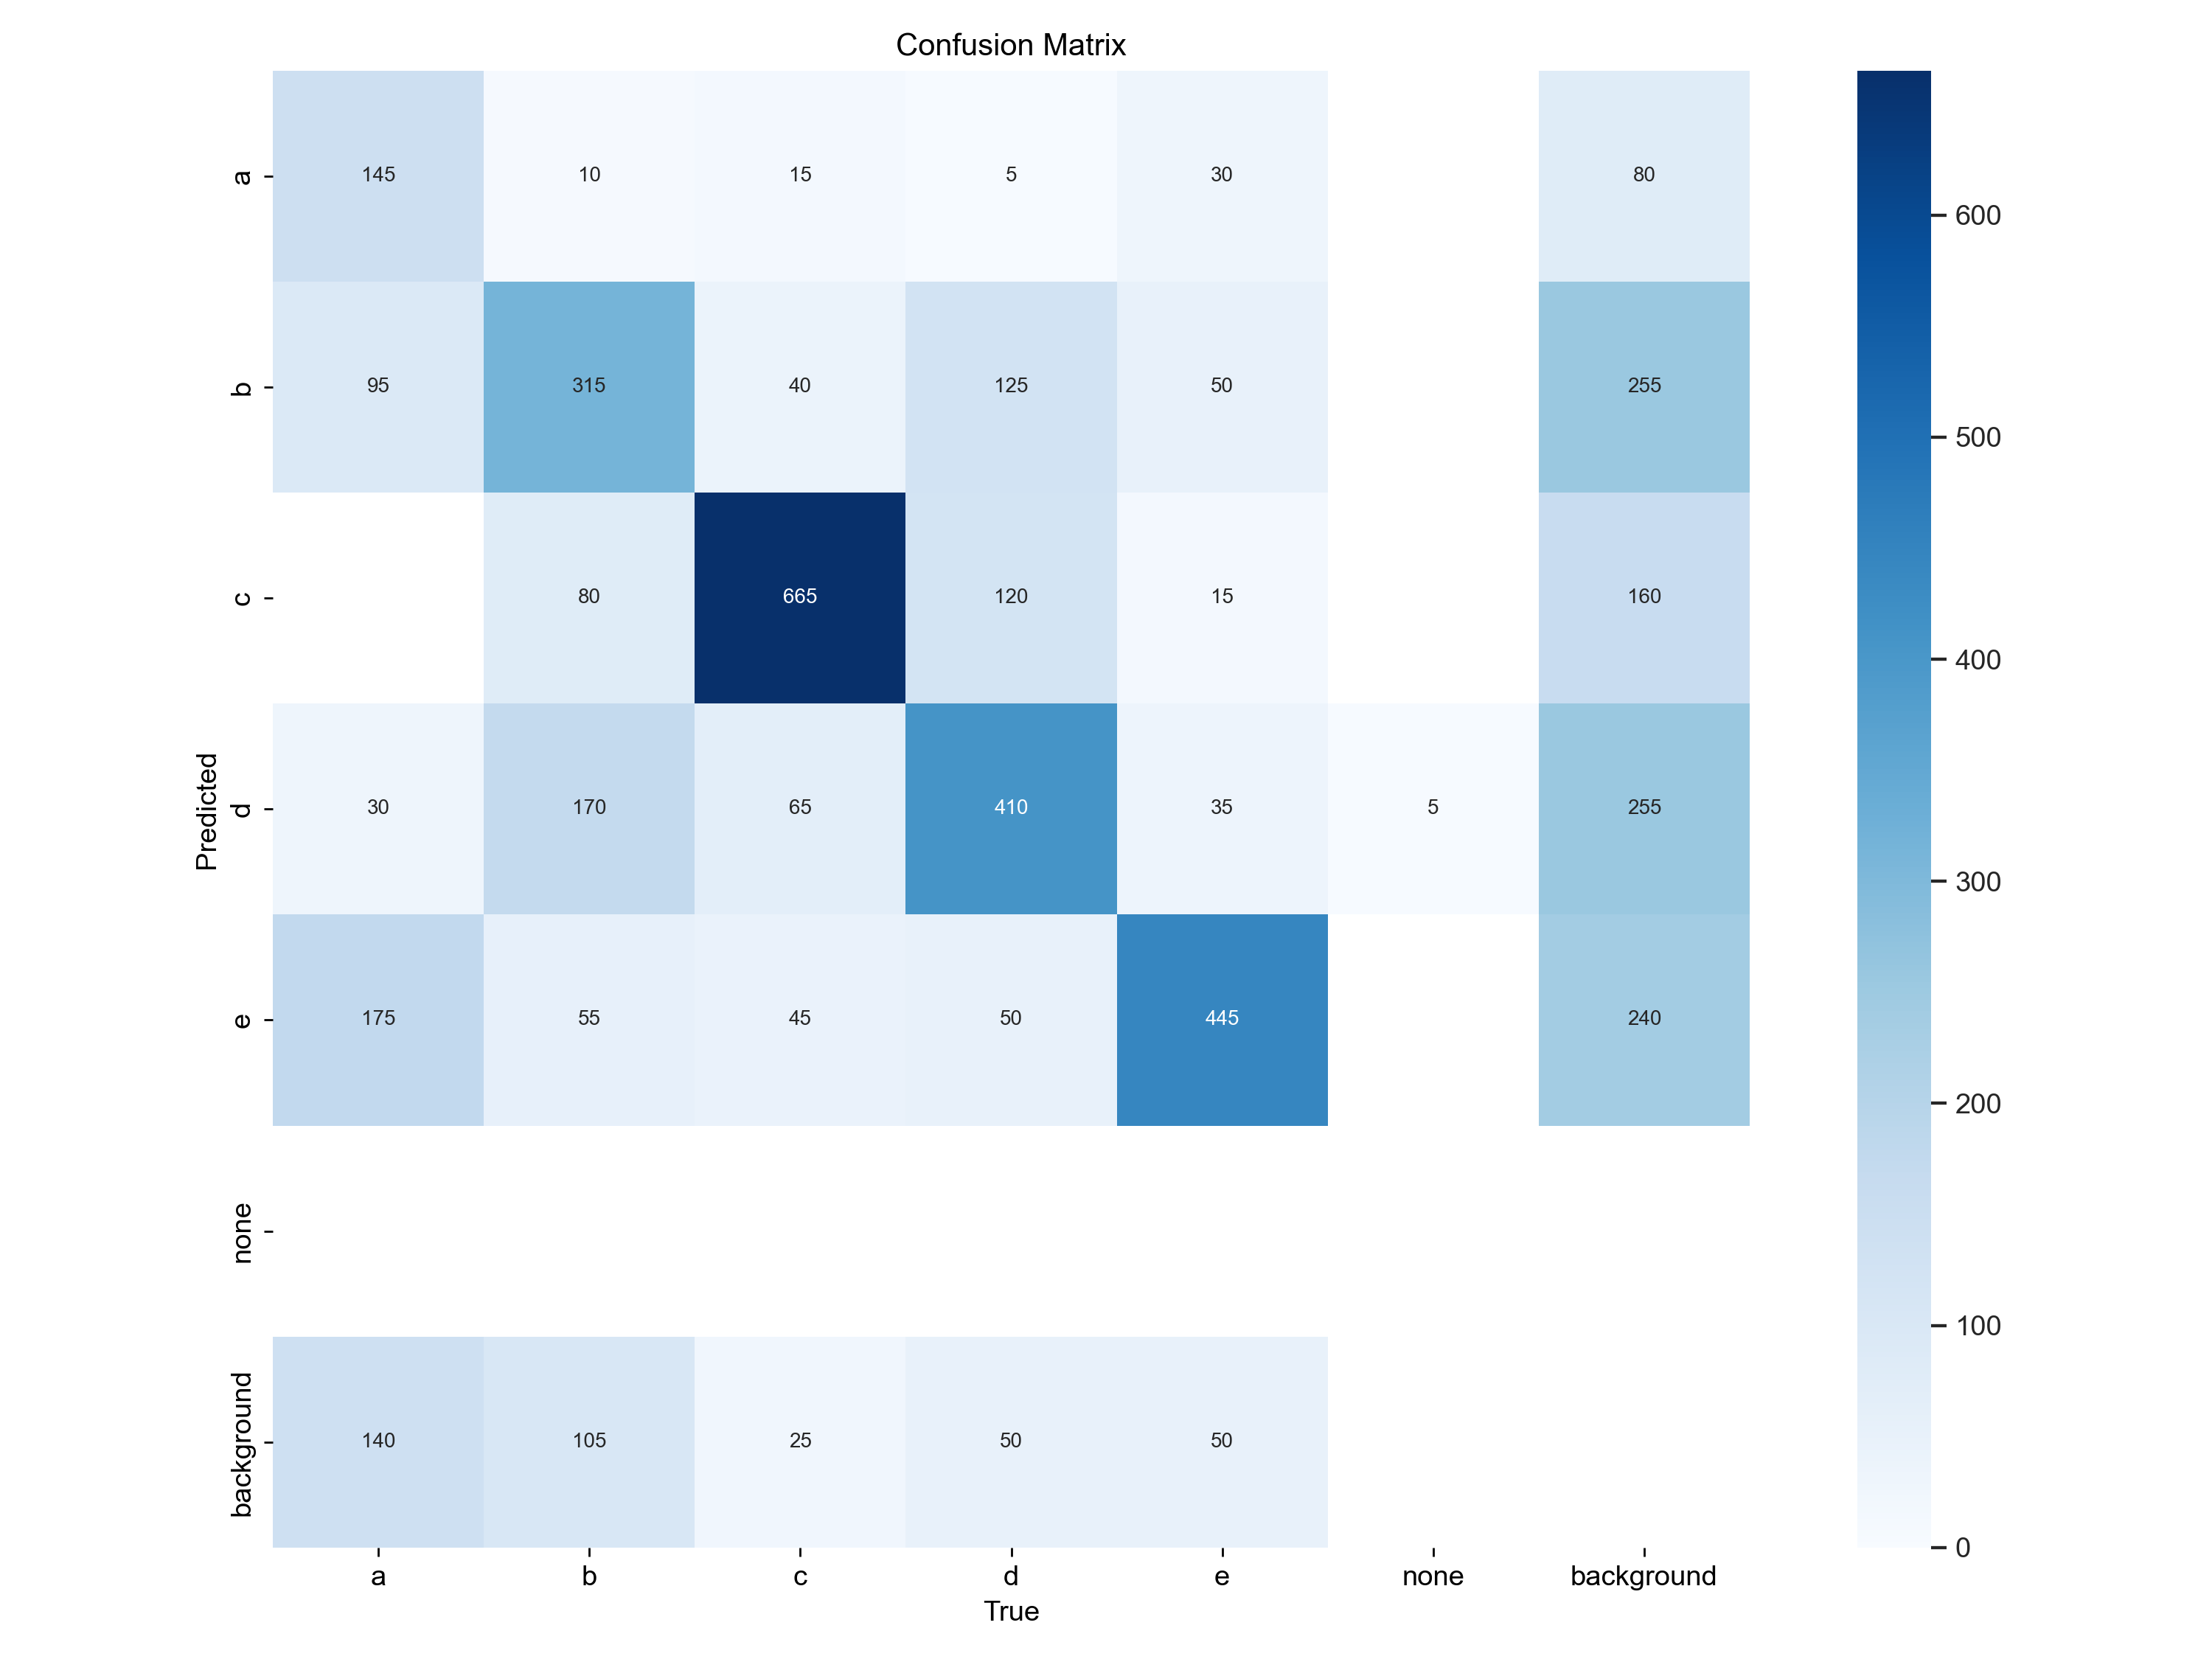 Confusion Matrix
a 145 10 15 5 30 80
b 95 315 40 125 50 255
c 80 665 120 15 160
d 30 170 65 410 35 5 255
e 175 55 45 50 445 240
none
background 140 105 25 50 50
a b c d e none background
True
Predicted
600
500
400
300
200
100
0